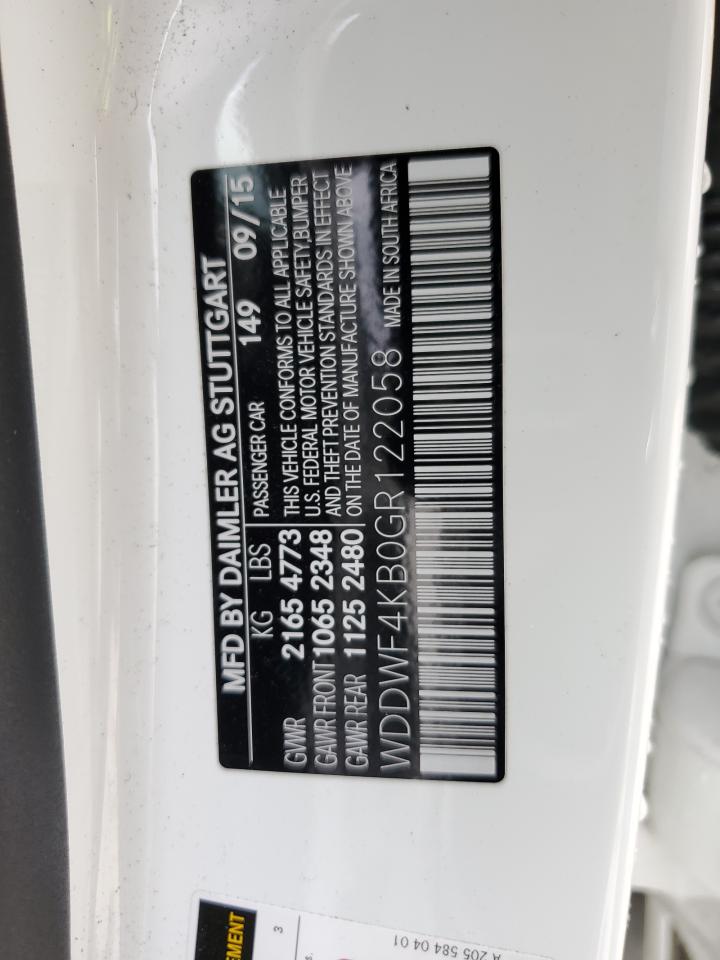 MFD BY DAIMLER AG STUTTGART
KG LBS PASSENGER CAR 149 09/15
GVWR 2165 4773 THIS VEHICLE CONFORMS TO ALL APPLICABLE
U.S. FEDERAL MOTOR VEHICLE SAFETY,BUMPER
GAWR FRONT 1065 2348 AND THEFT PREVENTION STANDARDS IN EFFECT
GAWR REAR 1125 2480 ON THE DATE OF MANUFACTURE SHOWN ABOVE
WDDWF4KB0GR122058 MADE IN SOUTH AFRICA
3
A 205 584 04 01